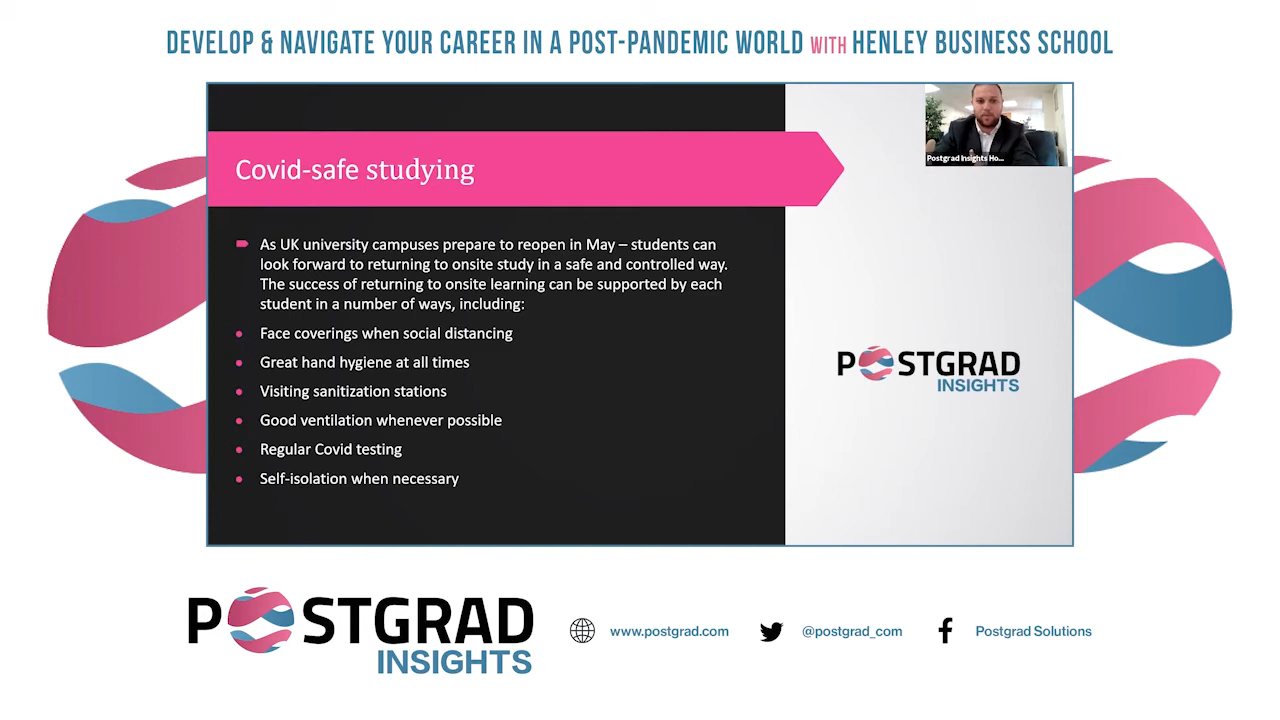 DEVELOP & NAVIGATE YOUR CAREER IN A POST-PANDEMIC WORLD WITH HENLEY BUSINESS SCHOOL
Postgrad Insights Ho...
Covid-safe studying
As UK university campuses prepare to reopen in May – students can
look forward to returning to onsite study in a safe and controlled way.
The success of returning to onsite learning can be supported by each
student in a number of ways, including:
Face coverings when social distancing
Great hand hygiene at all times
Visiting sanitization stations
Good ventilation whenever possible
Regular Covid testing
Self-isolation when necessary
POSTGRAD
INSIGHTS
POSTGRAD
INSIGHTS
www.postgrad.com
@postgrad_com
Postgrad Solutions